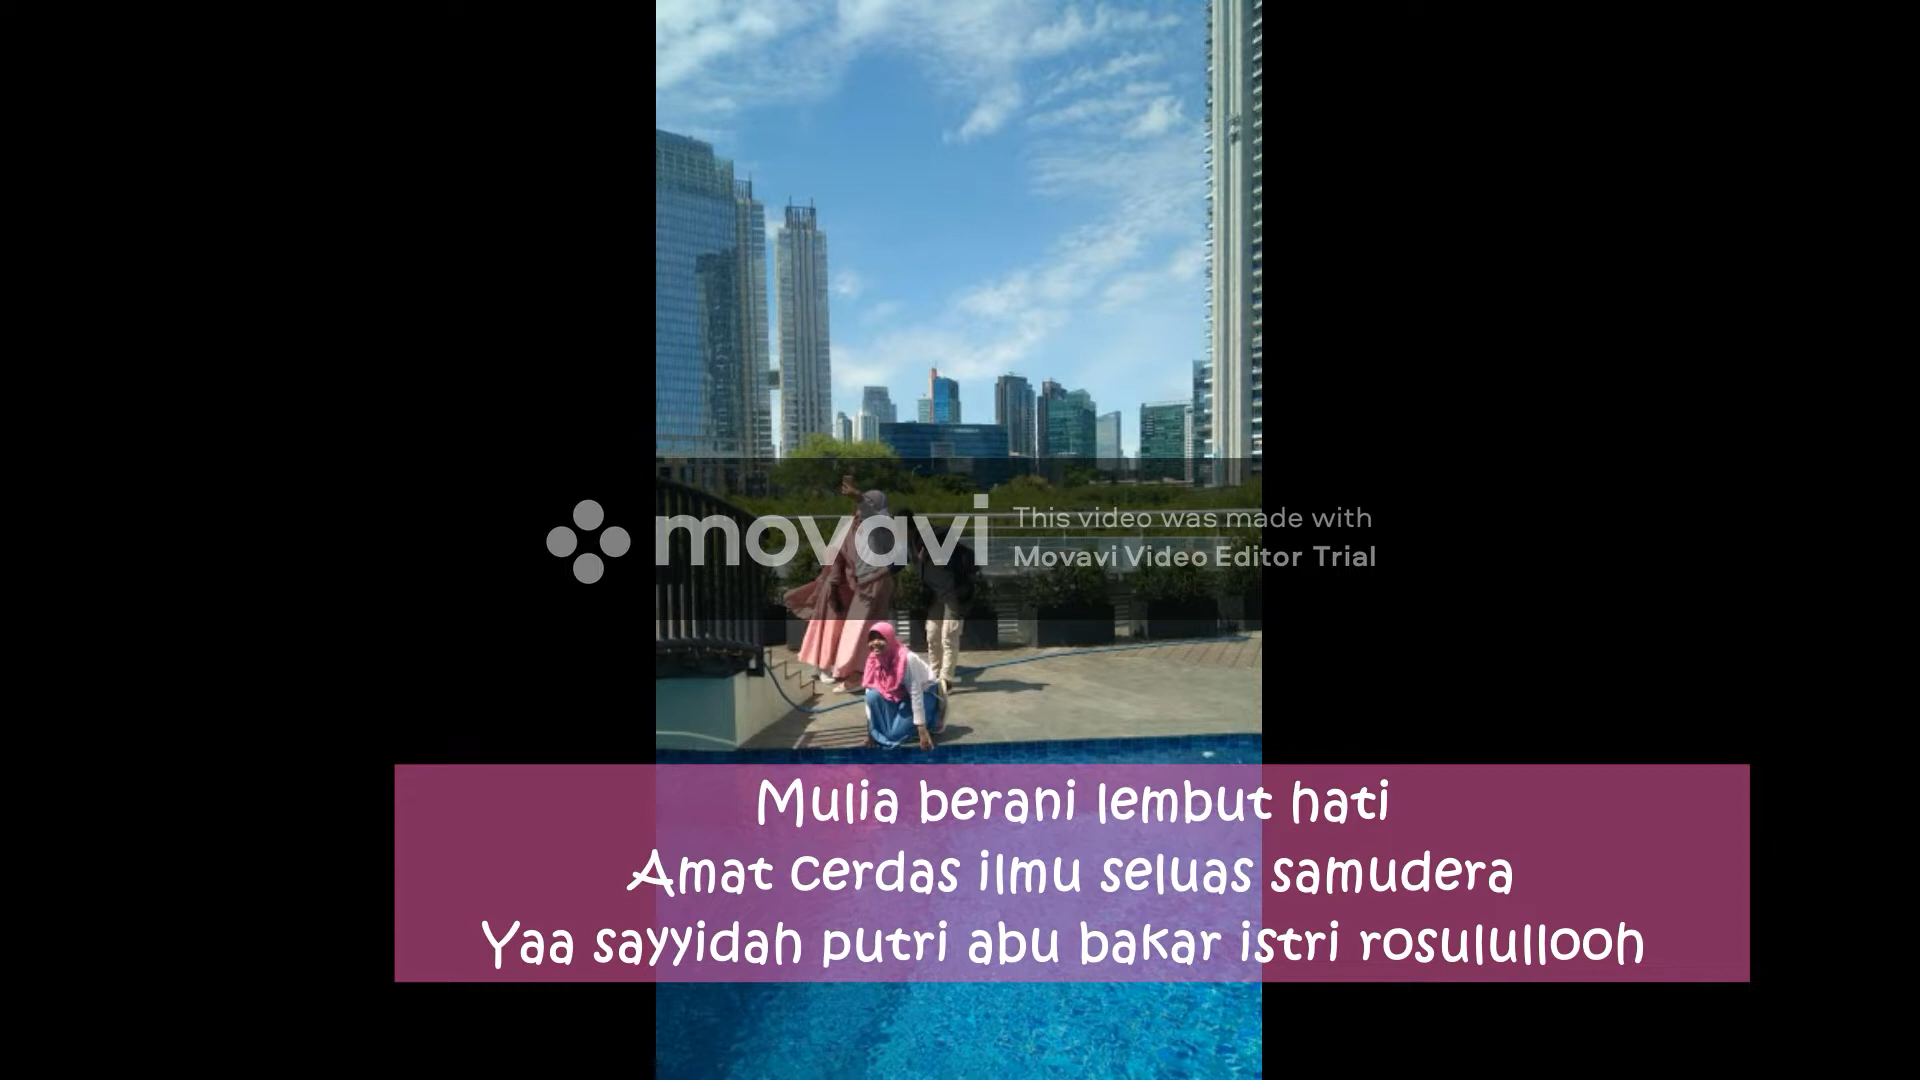 movavi
This video was made with
Movavi Video Editor Trial
Mulia berani lembut hati
Amat cerdas ilmu seluas samudera
Yaa sayyidah putri abu bakar istri rosulullooh